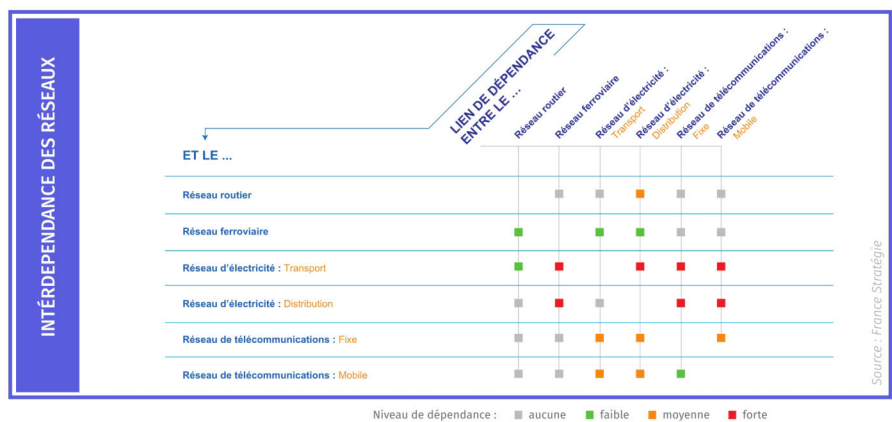 INTÉRDEPENDANCE DES RÉSEAUX
LIEN DE DÉPENDANCE
ENTRE LE ...
Réseau routier
Réseau ferroviaire
Réseau d'électricité :
Transport
Réseau d'électricité :
Distribution
Réseau de télécommunications :
Fixe
Réseau de télécommunications :
Mobile
ET LE ...
Réseau routier
Réseau ferroviaire
Réseau d'électricité : Transport
Réseau d'électricité : Distribution
Réseau de télécommunications : Fixe
Réseau de télécommunications : Mobile
Source : France Stratégie
Niveau de dépendance : aucune faible moyenne forte